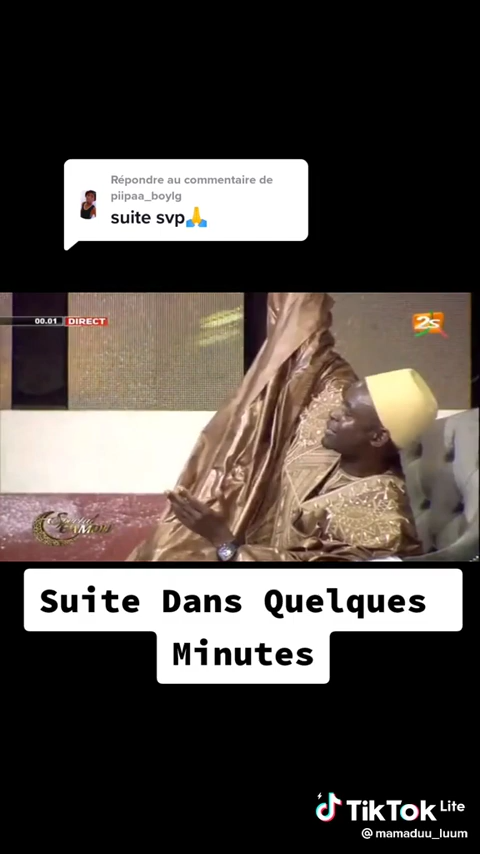 Répondre au commentaire de
piipaa_boylg
suite svp🙏
00.01 DIRECT
2s
Suite Dans Quelques
Minutes
TikTok Lite
@mamaduu_luum